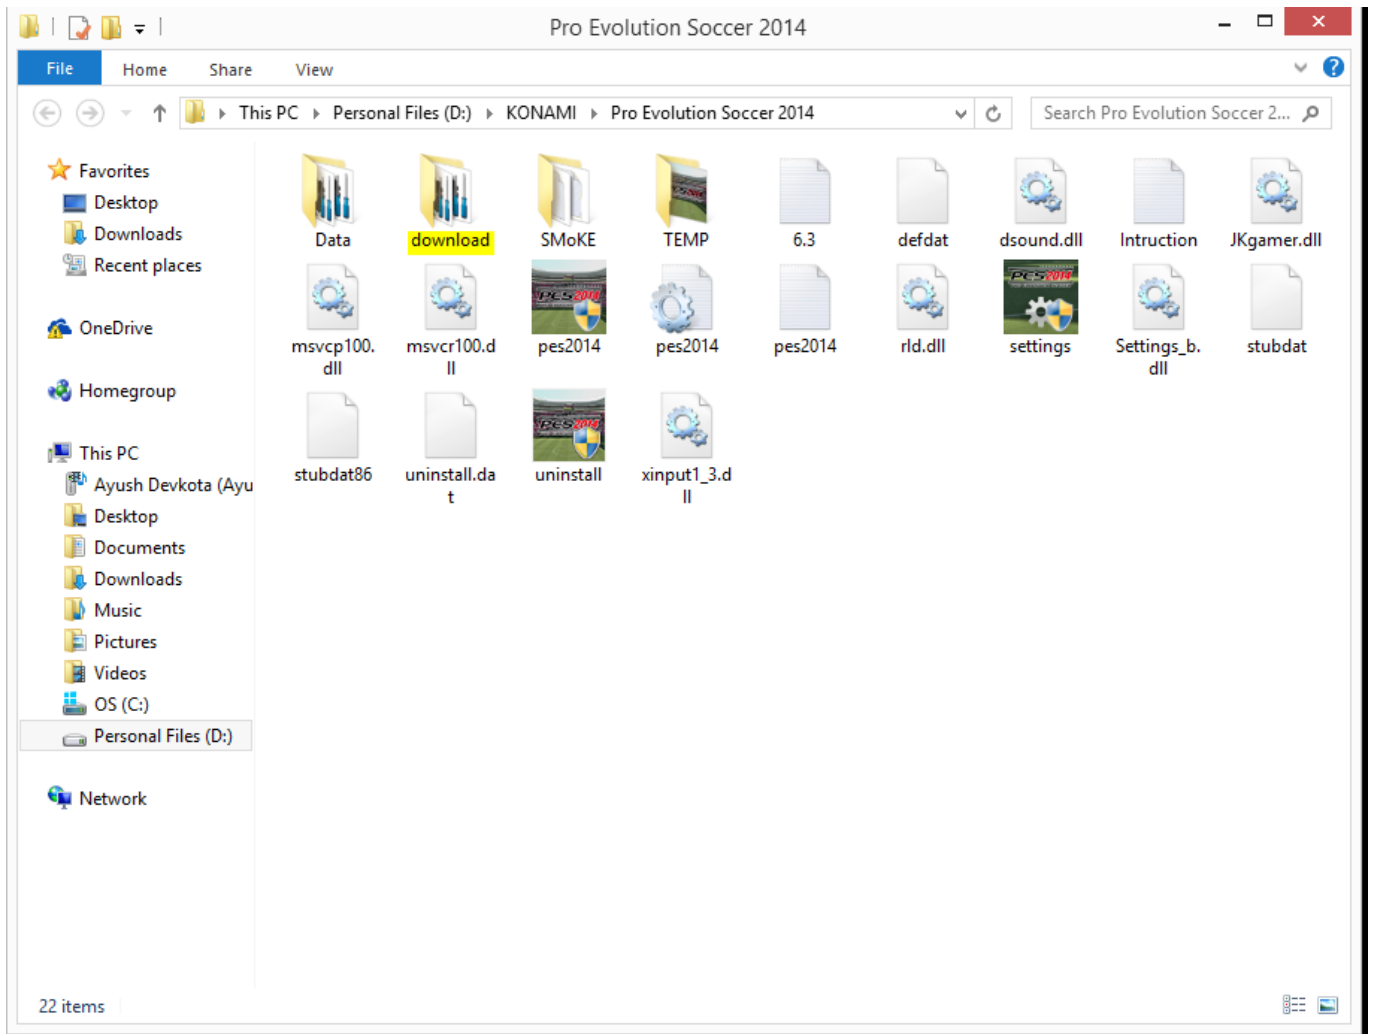 Pro Evolution Soccer 2014
File Home Share View
This PC Personal Files (D:) KONAMI Pro Evolution Soccer 2014 Search Pro Evolution Soccer 2...
Favorites
Desktop
Downloads
Recent places
OneDrive
Homegroup
This PC
Ayush Devkota (Ayu
Desktop
Documents
Downloads
Music
Pictures
Videos
OS (C:)
Personal Files (D:)
Network
Data download SMoKE TEMP 6.3 defdat dsound.dll Intruction JKgamer.dll
PES2014 PES2014
msvcp100. msvcr100.d pes2014 pes2014 pes2014 rld.dll settings Settings_b. stubdat
dll ll dll
PES2014
stubdat86 uninstall.da uninstall xinput1_3.d
t ll
22 items